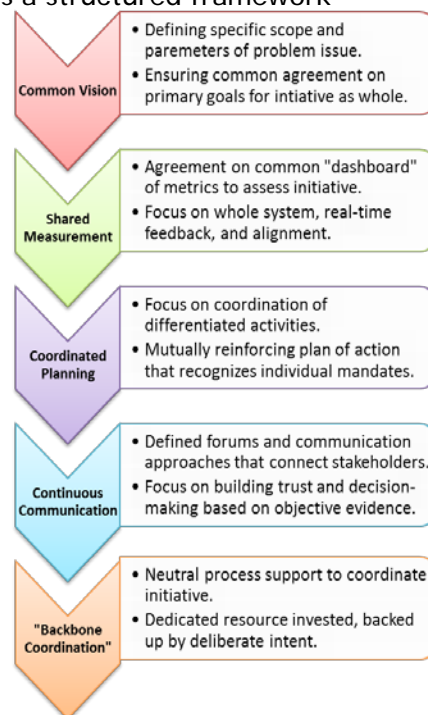 s a structured framework
Common Vision
• Defining specific scope and
paremeters of problem issue.
• Ensuring common agreement on
primary goals for intiative as whole.
Shared
Measurement
• Agreement on common "dashboard"
of metrics to assess initiative.
• Focus on whole system, real-time
feedback, and alignment.
Coordinated
Planning
• Focus on coordination of
differentiated activities.
• Mutually reinforcing plan of action
that recognizes individual mandates.
Continuous
Communication
• Defined forums and communication
approaches that connect stakeholders.
• Focus on building trust and decision-
making based on objective evidence.
"Backbone
Coordination"
• Neutral process support to coordinate
initiative.
• Dedicated resource invested, backed
up by deliberate intent.